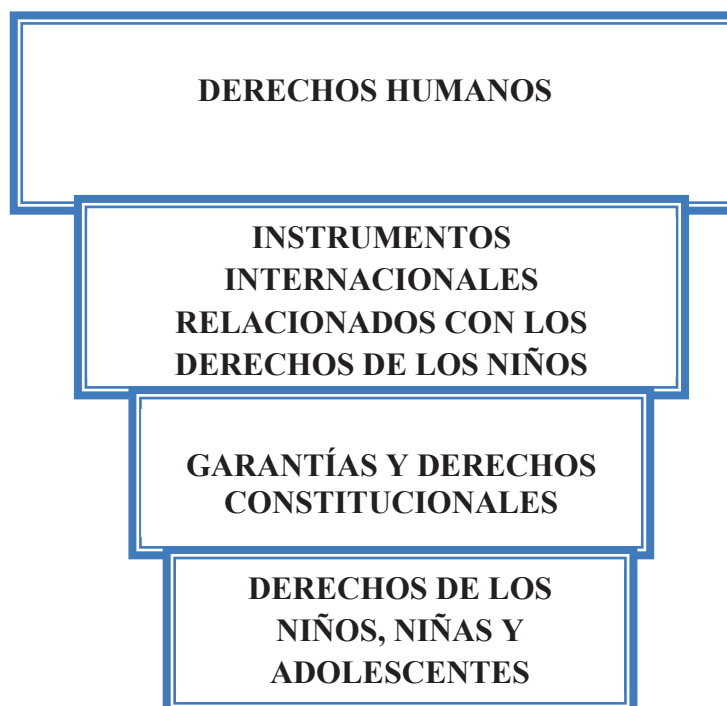 DERECHOS HUMANOS
INSTRUMENTOS
INTERNACIONALES
RELACIONADOS CON LOS
DERECHOS DE LOS NIÑOS
GARANTÍAS Y DERECHOS
CONSTITUCIONALES
DERECHOS DE LOS
NIÑOS, NIÑAS Y
ADOLESCENTES